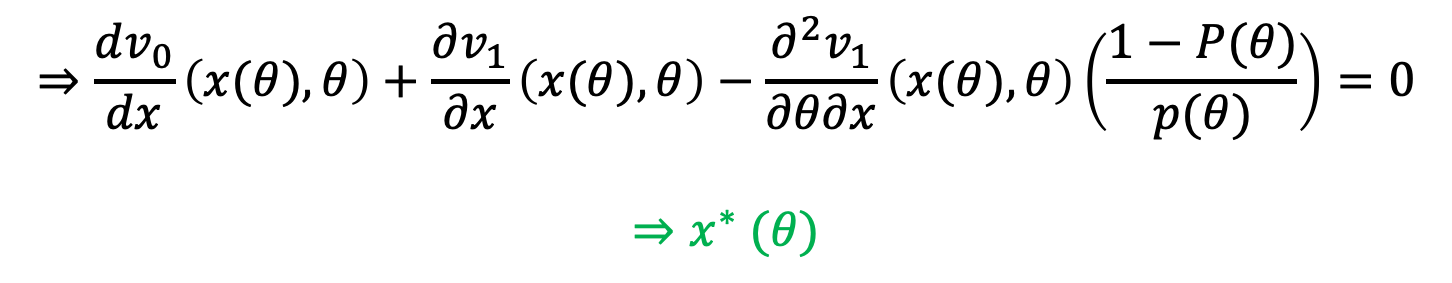 ⇒ dv₀/dx (x(θ), θ) + ∂v₁/∂x (x(θ), θ) − ∂²v₁/∂θ∂x (x(θ), θ) ((1 − P(θ))/p(θ)) = 0
⇒ x* (θ)